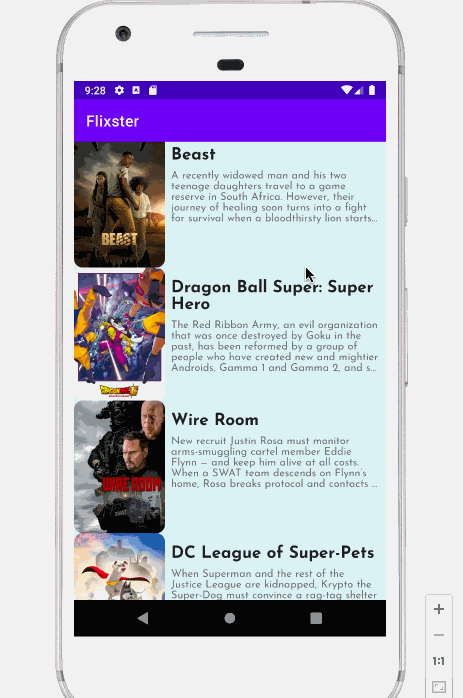 9:28
Flixster
BEAST
Beast
A recently widowed man and his two
teenage daughters travel to a game
reserve in South Africa. However, their
journey of healing soon turns into a fight
for survival when a bloodthirsty lion starts...
Dragon Ball Super: Super
Hero
The Red Ribbon Army, an evil organization
that was once destroyed by Goku in the
past, has been reformed by a group of
people who have created new and mightier
Androids, Gamma 1 and Gamma 2, and s...
WIRE ROOM
Wire Room
New recruit Justin Rosa must monitor
arms-smuggling cartel member Eddie
Flynn — and keep him alive at all costs.
When a SWAT team descends on Flynn's
home, Rosa breaks protocol and contacts ...
DC League of Super-Pets
When Superman and the rest of the
Justice League are kidnapped, Krypto the
Super-Dog must convince a rag-tag shelter
+
−
1:1